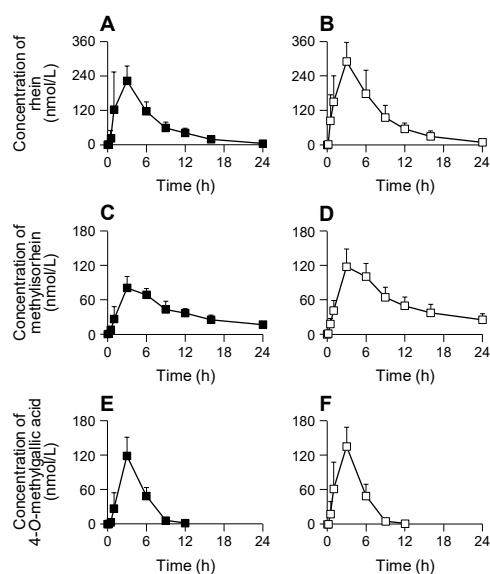 A
Concentration of
rhein
(nmol/L)
360
240
120
0
0 6 12 18 24
Time (h)
B
360
240
120
0
0 6 12 18 24
Time (h)
C
Concentration of
methylisorhein
(nmol/L)
180
120
60
0
0 6 12 18 24
Time (h)
D
180
120
60
0
0 6 12 18 24
Time (h)
E
Concentration of
4-O-methylgallic acid
(nmol/L)
180
120
60
0
0 6 12 18 24
Time (h)
F
180
120
60
0
0 6 12 18 24
Time (h)